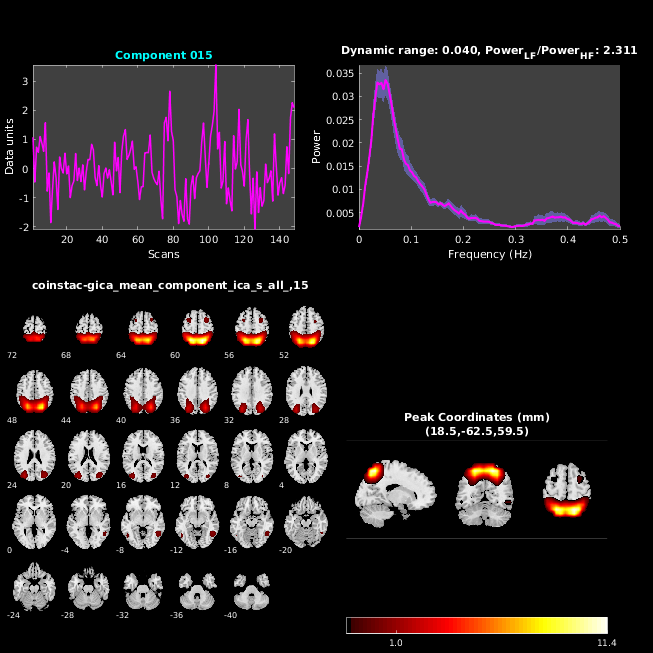 Component 015
3
2
1
0
-1
-2
Data units
20 40 60 80 100 120 140
Scans
Dynamic range: 0.040, PowerLF/PowerHF: 2.311
0.035
0.03
0.025
0.02
0.015
0.01
0.005
Power
0 0.1 0.2 0.3 0.4 0.5
Frequency (Hz)
coinstac-gica_mean_component_ica_s_all_,15
72 68 64 60 56 52
48 44 40 36 32 28
24 20 16 12 8 4
0 -4 -8 -12 -16 -20
-24 -28 -32 -36 -40
Peak Coordinates (mm)
(18.5,-62.5,59.5)
1.0 11.4